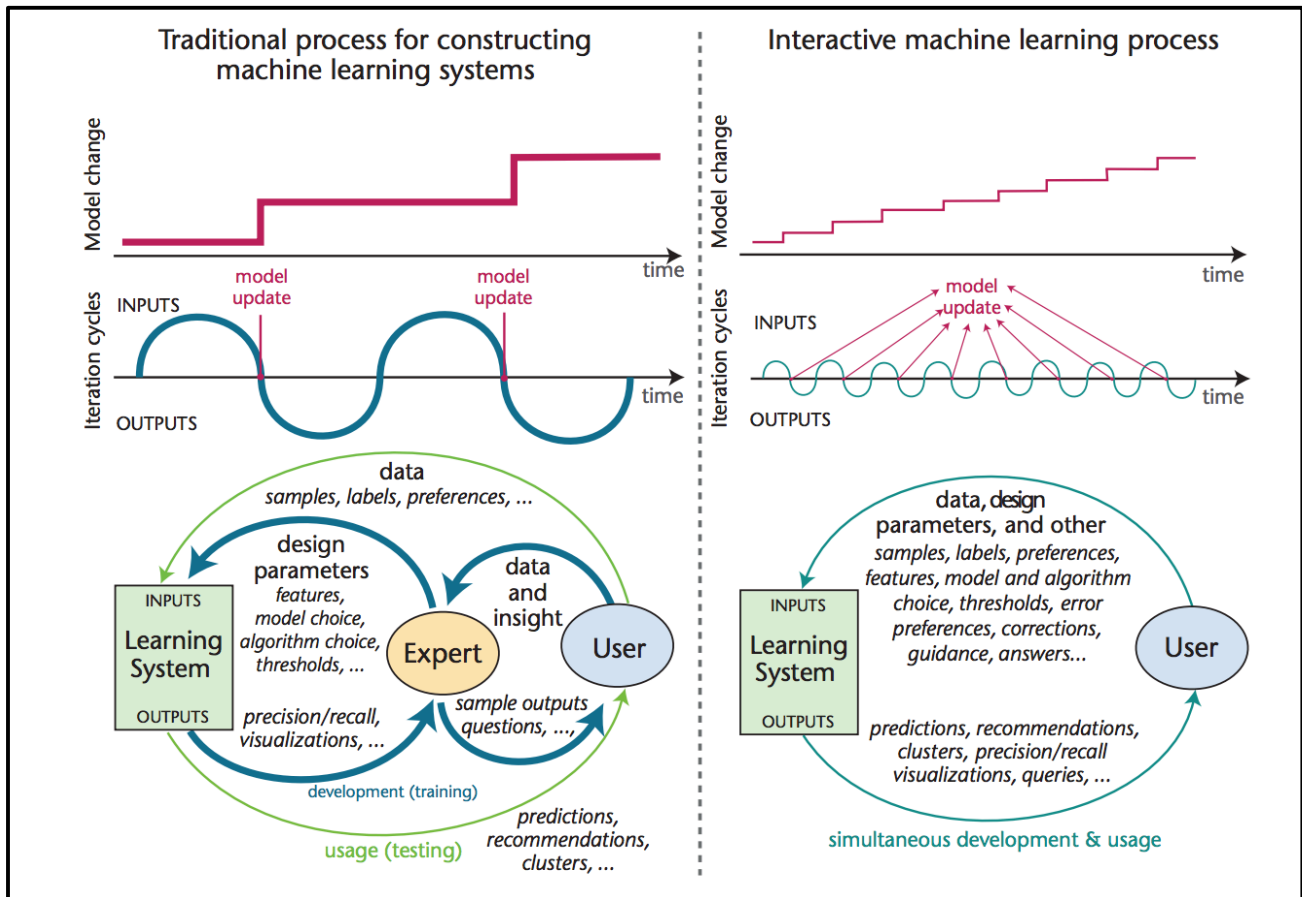 Traditional process for constructing
machine learning systems
Model change
time
model
update
model
update
Iteration cycles
INPUTS
OUTPUTS
time
data
samples, labels, preferences, ...
design
parameters
features,
model choice,
algorithm choice,
thresholds, ...
data
and
insight
INPUTS
Learning
System
OUTPUTS
Expert
User
precision/recall,
visualizations, ...
sample outputs
questions, ...,
development (training)
usage (testing)
predictions,
recommendations,
clusters, ...
Interactive machine learning process
Model change
time
model
update
Iteration cycles
INPUTS
OUTPUTS
time
data, design
parameters, and other
samples, labels, preferences,
features, model and algorithm
choice, thresholds, error
preferences, corrections,
guidance, answers...
INPUTS
Learning
System
OUTPUTS
User
predictions, recommendations,
clusters, precision/recall
visualizations, queries, ...
simultaneous development & usage